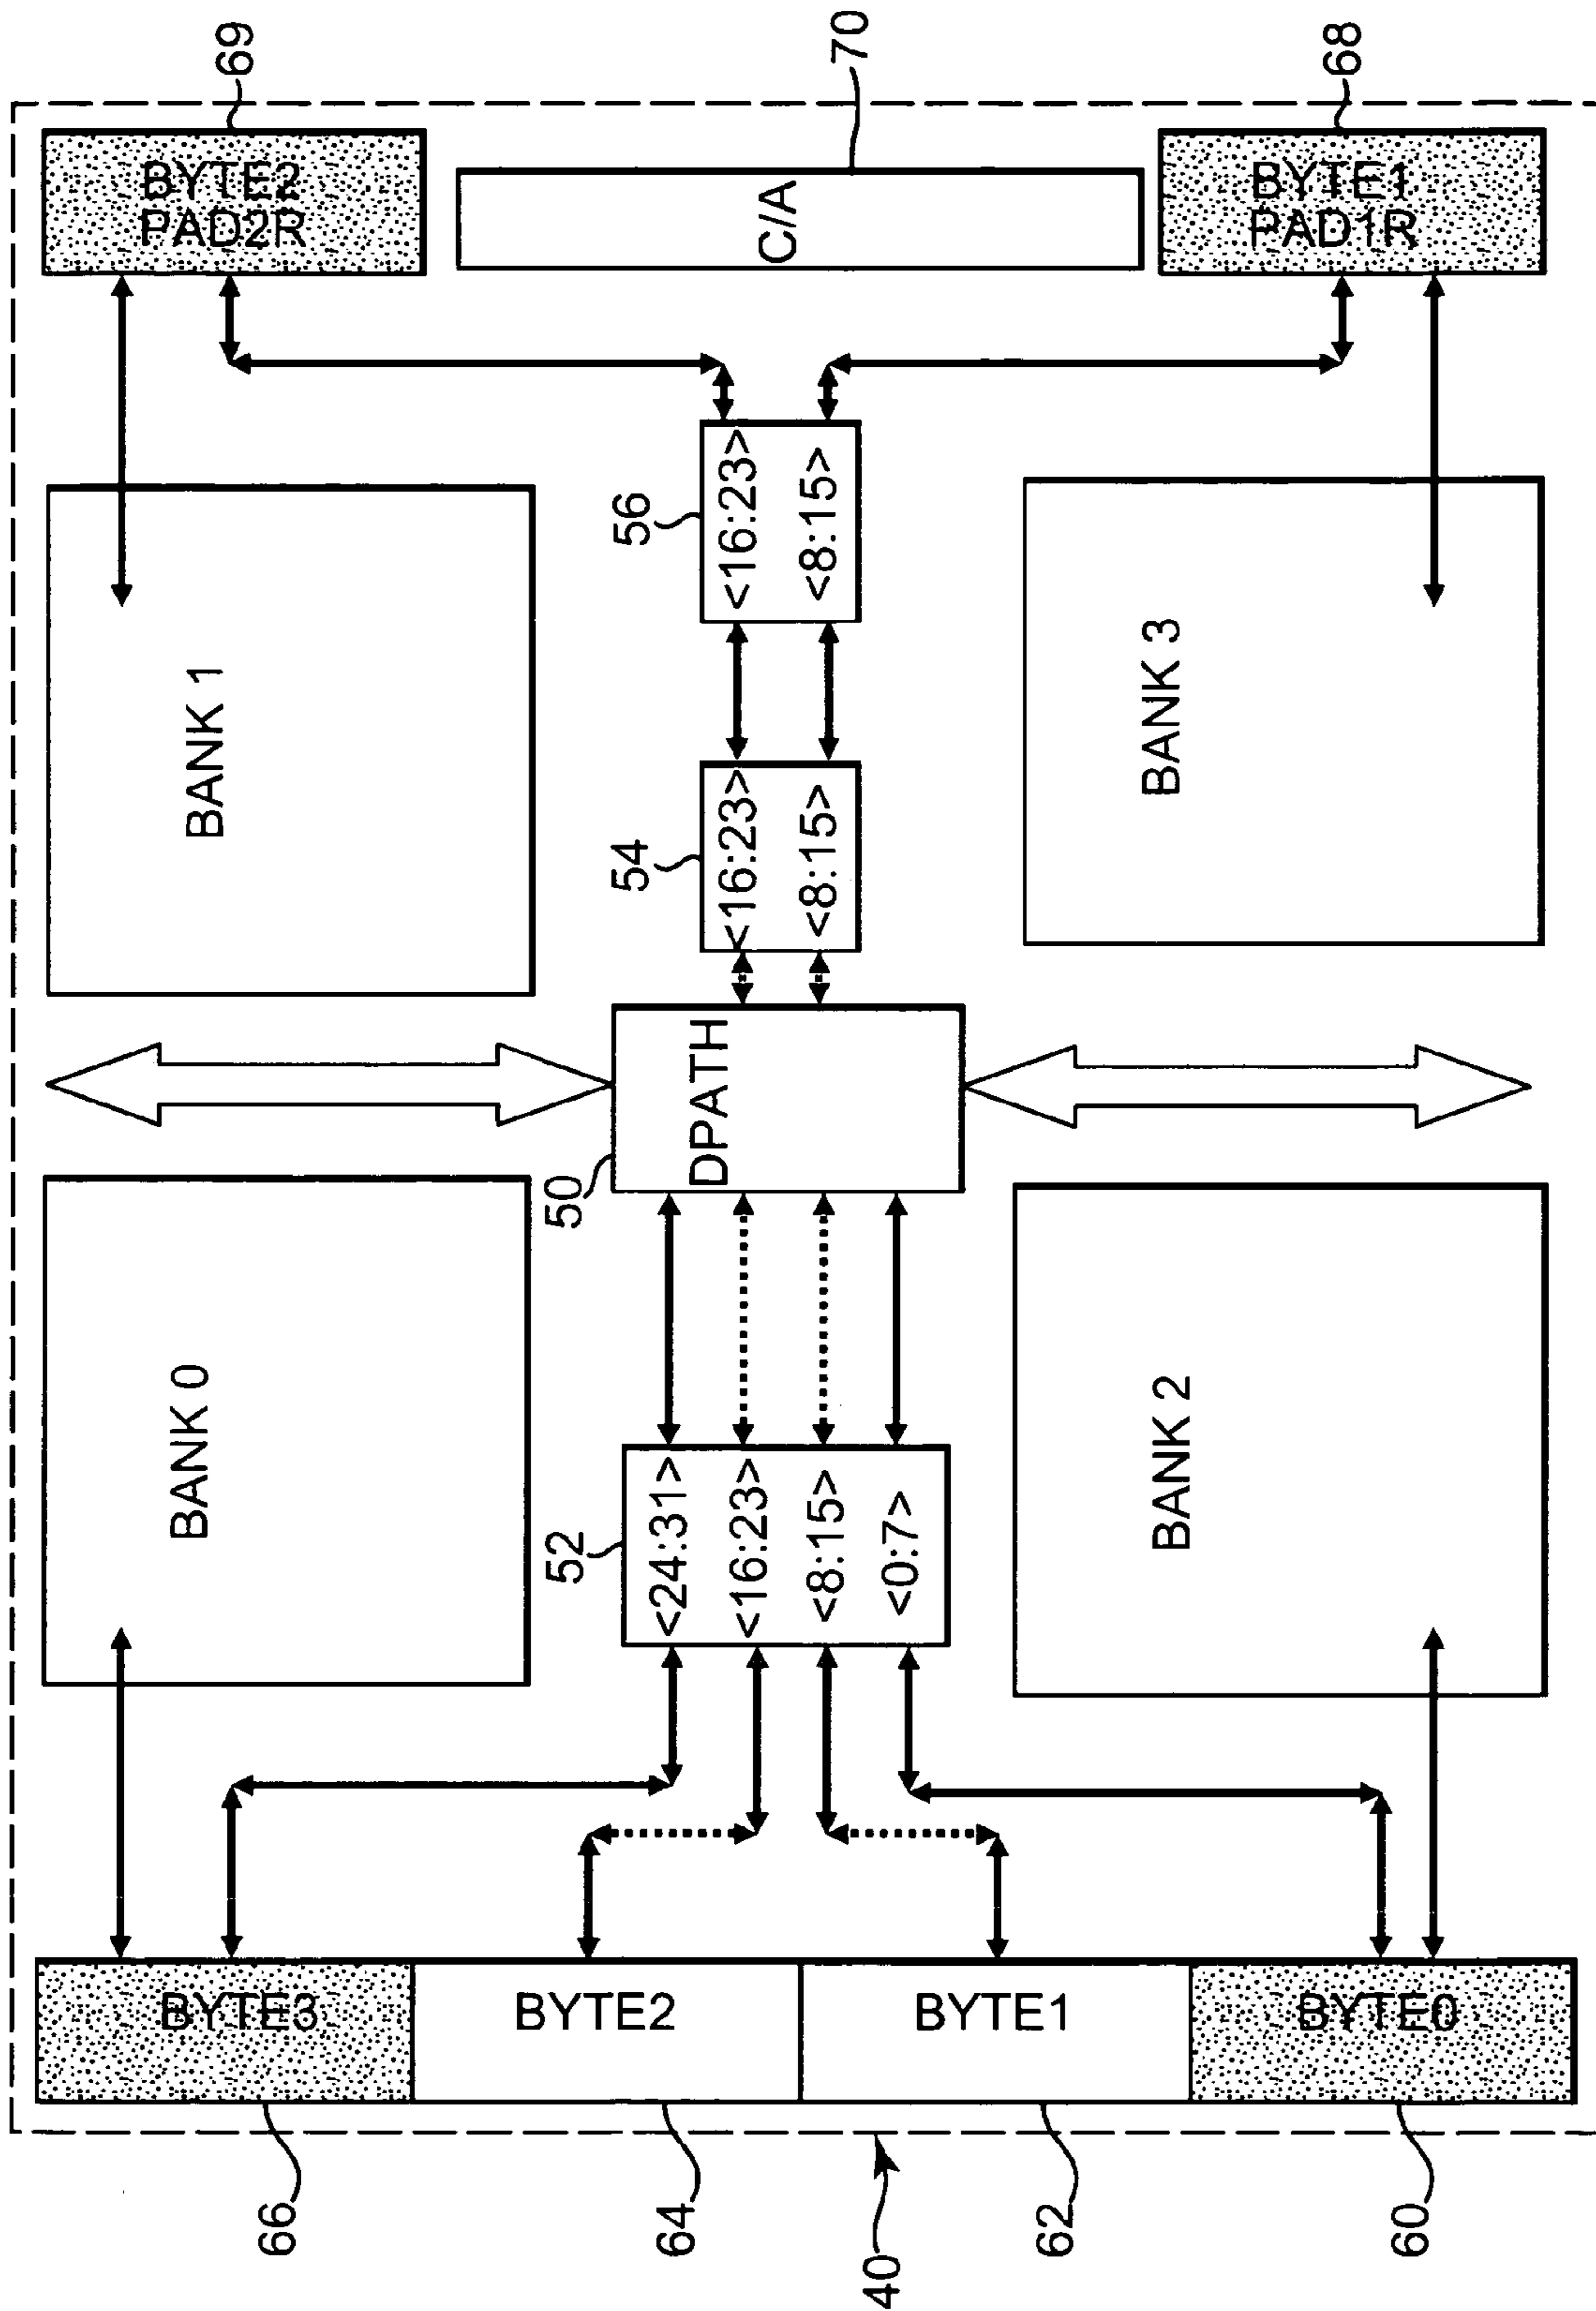 66
BYTE3
BANK 0
BANK 1
BYTE2
PAD2R
69
64
BYTE2
52
<24:31>
<16:23>
<8:15>
<0:7>
50
DPATH
54
<16:23>
<8:15>
56
<16:23>
<8:15>
C/A
70
40
62
BYTE1
BANK 2
BANK 3
BYTE1
PAD1R
68
60
BYTE0